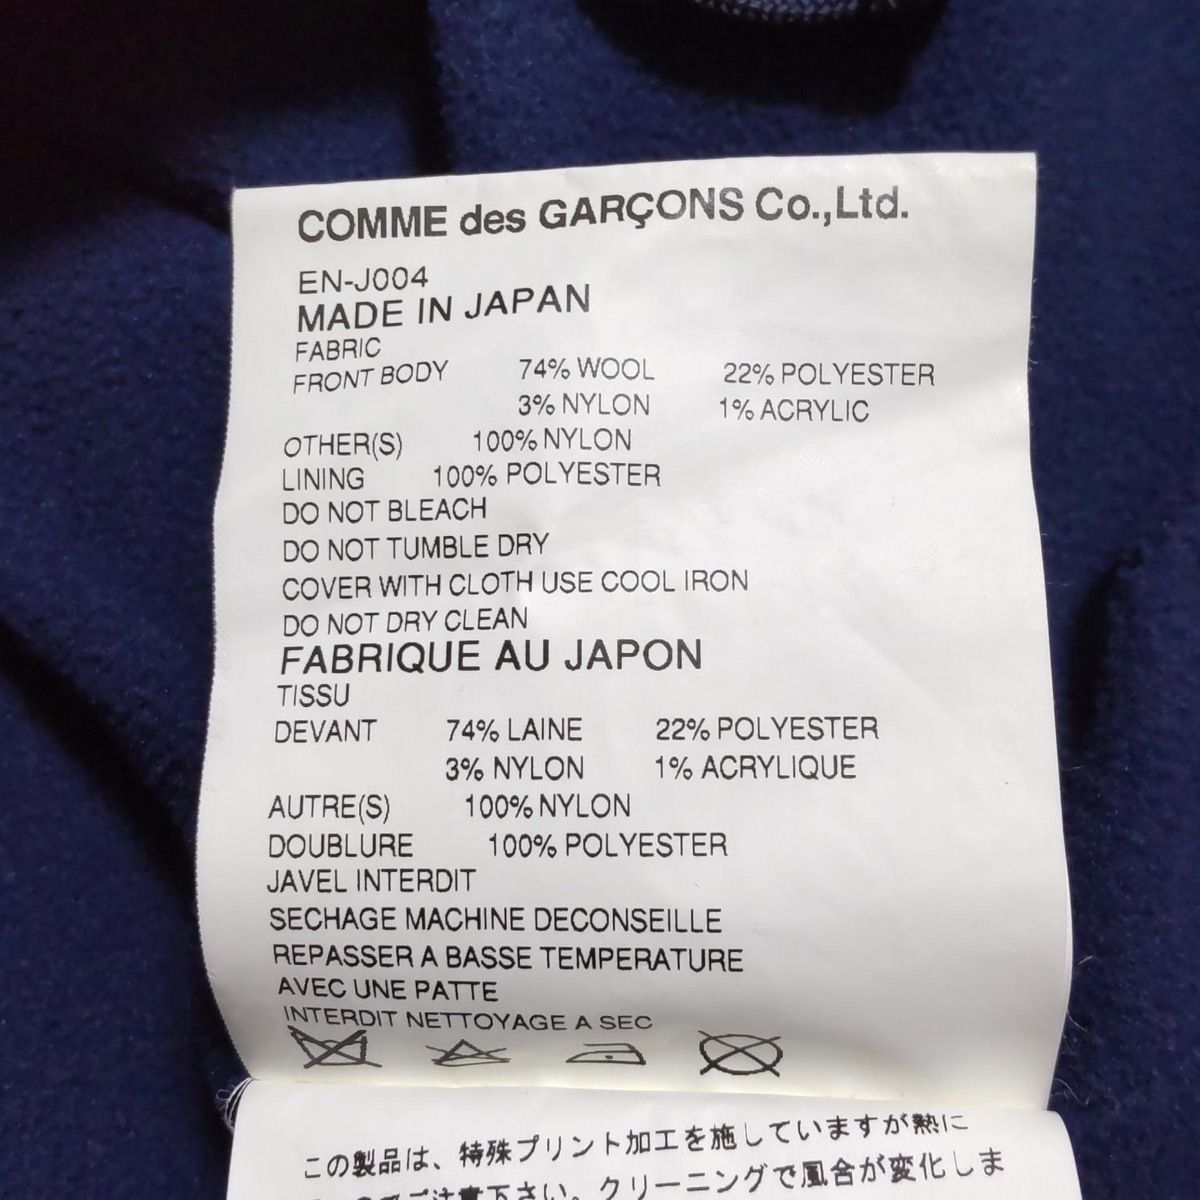 COMME des GARÇONS Co.,Ltd.
EN-J004
MADE IN JAPAN
FABRIC
FRONT BODY 74% WOOL 22% POLYESTER
3% NYLON 1% ACRYLIC
OTHER(S) 100% NYLON
LINING 100% POLYESTER
DO NOT BLEACH
DO NOT TUMBLE DRY
COVER WITH CLOTH USE COOL IRON
DO NOT DRY CLEAN
FABRIQUE AU JAPON
TISSU
DEVANT 74% LAINE 22% POLYESTER
3% NYLON 1% ACRYLIQUE
AUTRE(S) 100% NYLON
DOUBLURE 100% POLYESTER
JAVEL INTERDIT
SECHAGE MACHINE DECONSEILLE
REPASSER A BASSE TEMPERATURE
AVEC UNE PATTE
INTERDIT NETTOYAGE A SEC
この製品は、特殊プリント加工を施していますが熱に
ご注意下さい。クリーニングで風合が変化しま